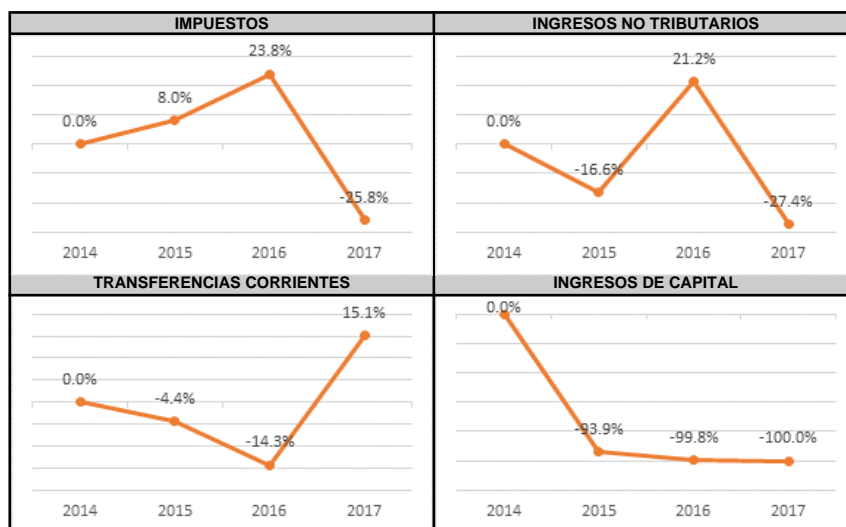 IMPUESTOS
23.8%
8.0%
0.0%
-25.8%
2014 2015 2016 2017
INGRESOS NO TRIBUTARIOS
21.2%
0.0%
-16.6%
-27.4%
2014 2015 2016 2017
TRANSFERENCIAS CORRIENTES
15.1%
0.0%
-4.4%
-14.3%
2014 2015 2016 2017
INGRESOS DE CAPITAL
0.0%
-93.9% -99.8% -100.0%
2014 2015 2016 2017